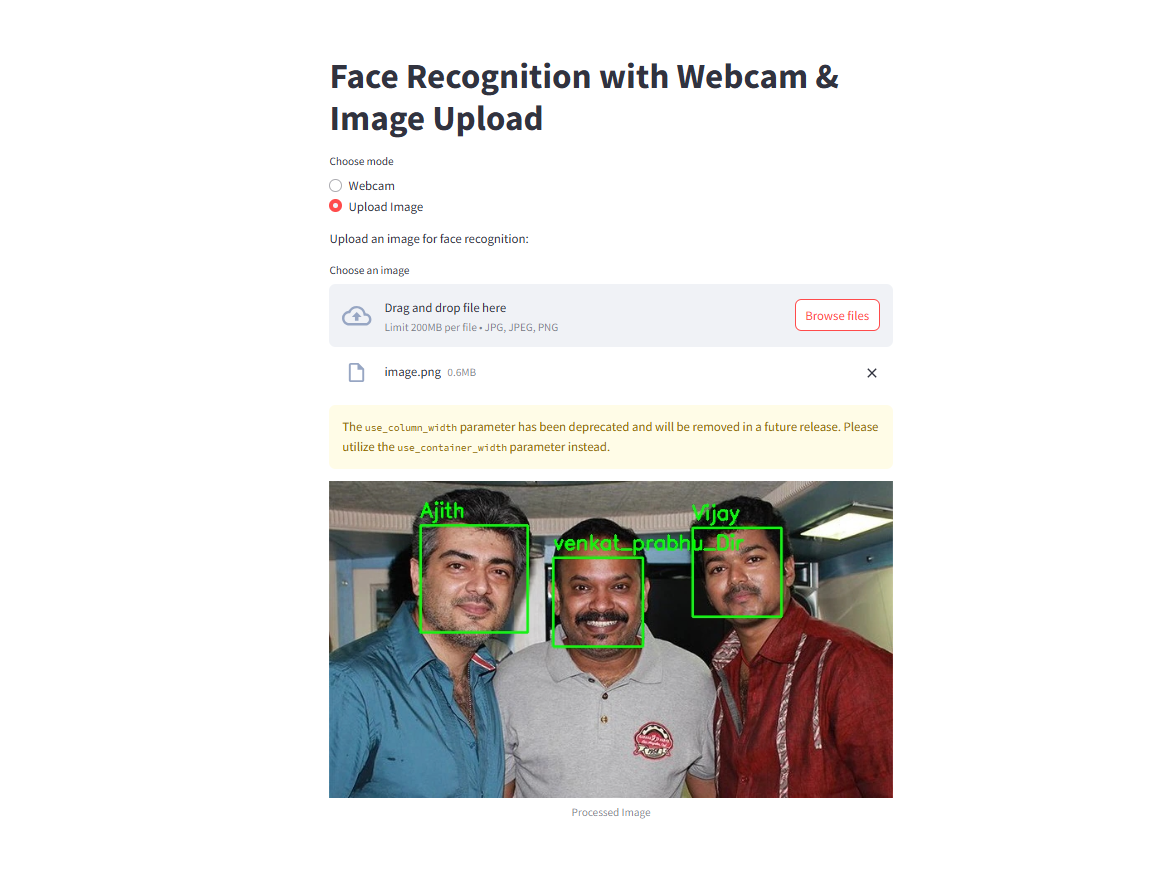 Face Recognition with Webcam &
Image Upload
Choose mode
Webcam
Upload Image
Upload an image for face recognition:
Choose an image
Drag and drop file here
Limit 200MB per file • JPG, JPEG, PNG
Browse files
image.png 0.6MB
The use_column_width parameter has been deprecated and will be removed in a future release. Please
utilize the use_container_width parameter instead.
Ajith
Vijay
venkat_prabhu_Dir
Processed Image